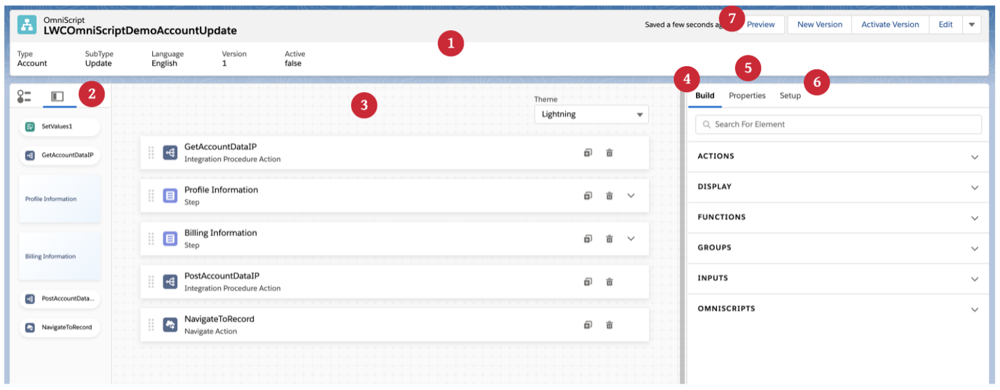 OmniScript
LWCOmniScriptDemoAccountUpdate
Saved a few seconds
7
Preview
New Version
Activate Version
Edit
1
Type
SubType
Language
Version
Active
Account
Update
English
1
false
2
SetValues1
GetAccountDataIP
Profile Information
Billing Information
PostAccountData...
NavigateToRecord
3
Theme
Lightning
GetAccountDataIP
Integration Procedure Action
Profile Information
Step
Billing Information
Step
PostAccountDataIP
Integration Procedure Action
NavigateToRecord
Navigate Action
4
5
6
Build
Properties
Setup
Search For Element
ACTIONS
DISPLAY
FUNCTIONS
GROUPS
INPUTS
OMNISCRIPTS